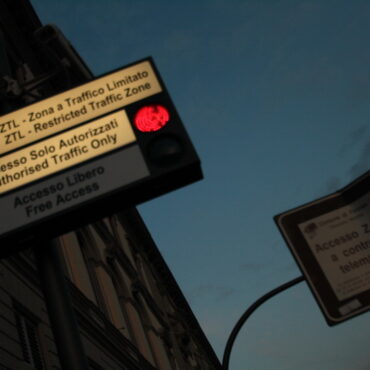 ZTL - Zona a Traffico Limitato
ZTL - Restricted Traffic Zone
Accesso Solo Autorizzati
Authorised Traffic Only
Accesso Libero
Free Access
Accesso
a